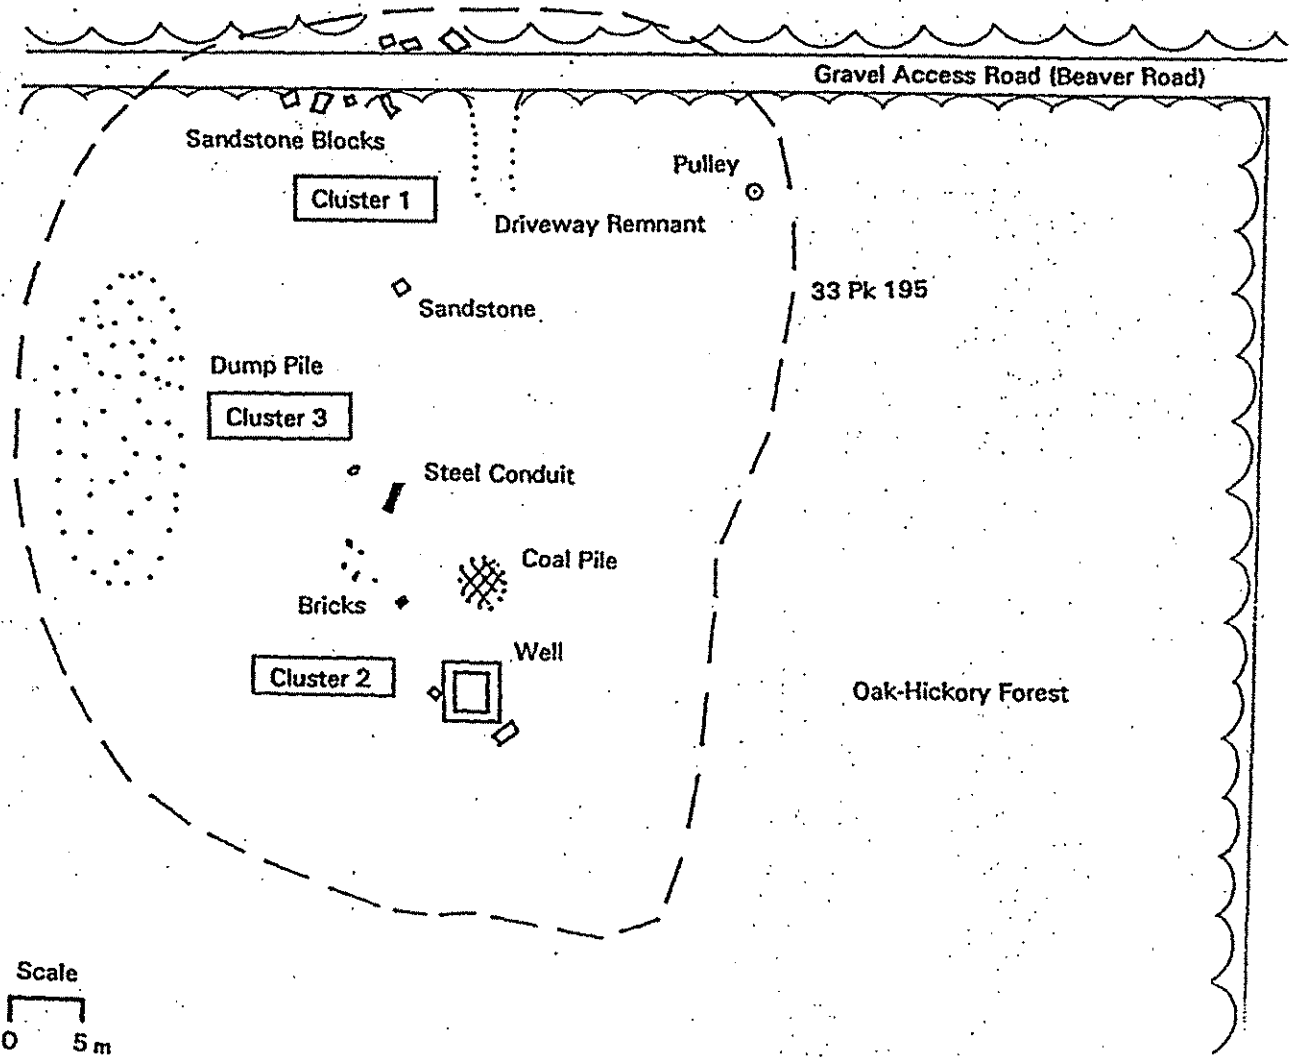 Gravel Access Road (Beaver Road)
Sandstone Blocks
Pulley
Cluster 1
Driveway Remnant
33 Pk 195
Sandstone
Dump Pile
Cluster 3
Steel Conduit
Coal Pile
Bricks
Well
Cluster 2
Oak-Hickory Forest
Scale
0 5 m